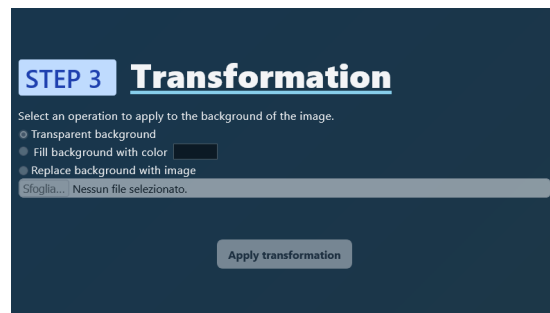 STEP 3 Transformation
Select an operation to apply to the background of the image.
Transparent background
Fill background with color
Replace background with image
Sfoglia... Nessun file selezionato.
Apply transformation